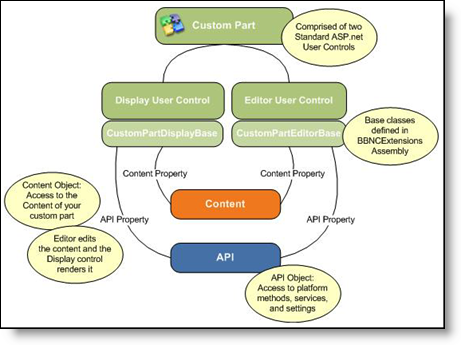 Custom Part
Comprised of two
Standard ASP.net
User Controls
Display User Control
Editor User Control
CustomPartDisplayBase
CustomPartEditorBase
Base classes
defined in
BBNCExtensions
Assembly
Content Property
Content Property
Content Object:
Access to the
Content of your
custom part
Content
API Property
API Property
Editor edits
the content and the
Display control
renders it
API
API Object:
Access to platform
methods, services,
and settings